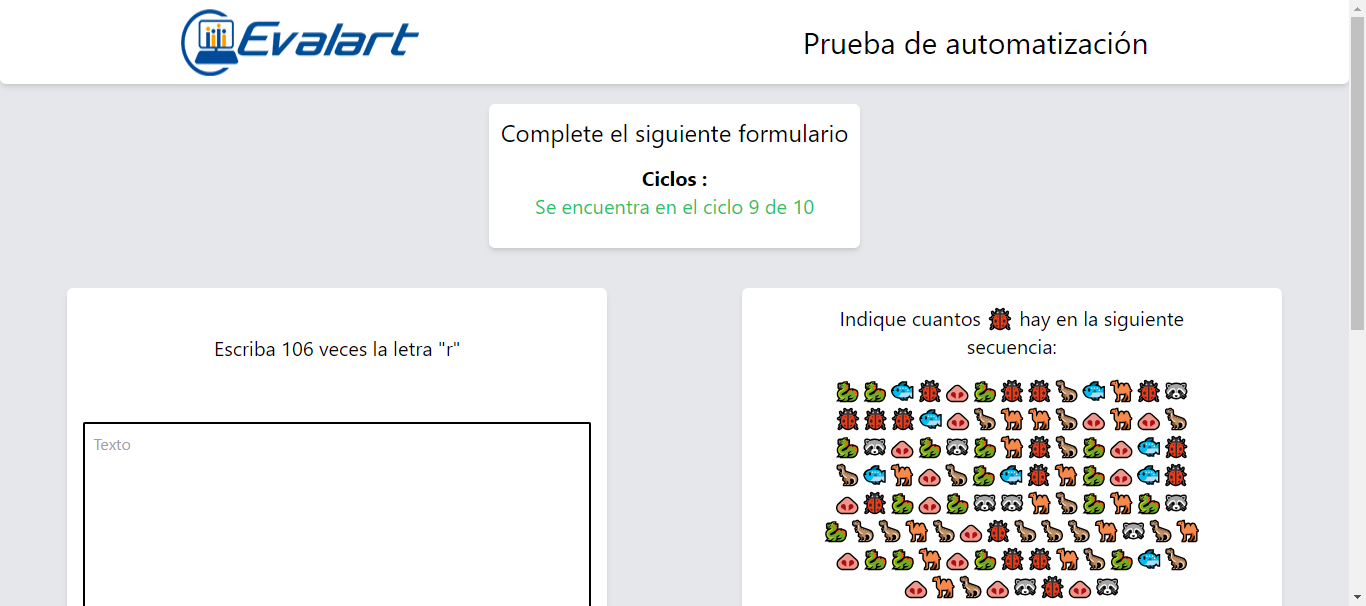 Evalart
Prueba de automatización
Complete el siguiente formulario
Ciclos :
Se encuentra en el ciclo 9 de 10
Escriba 106 veces la letra "r"
Texto
Indique cuantos 🐞 hay en la siguiente
secuencia: